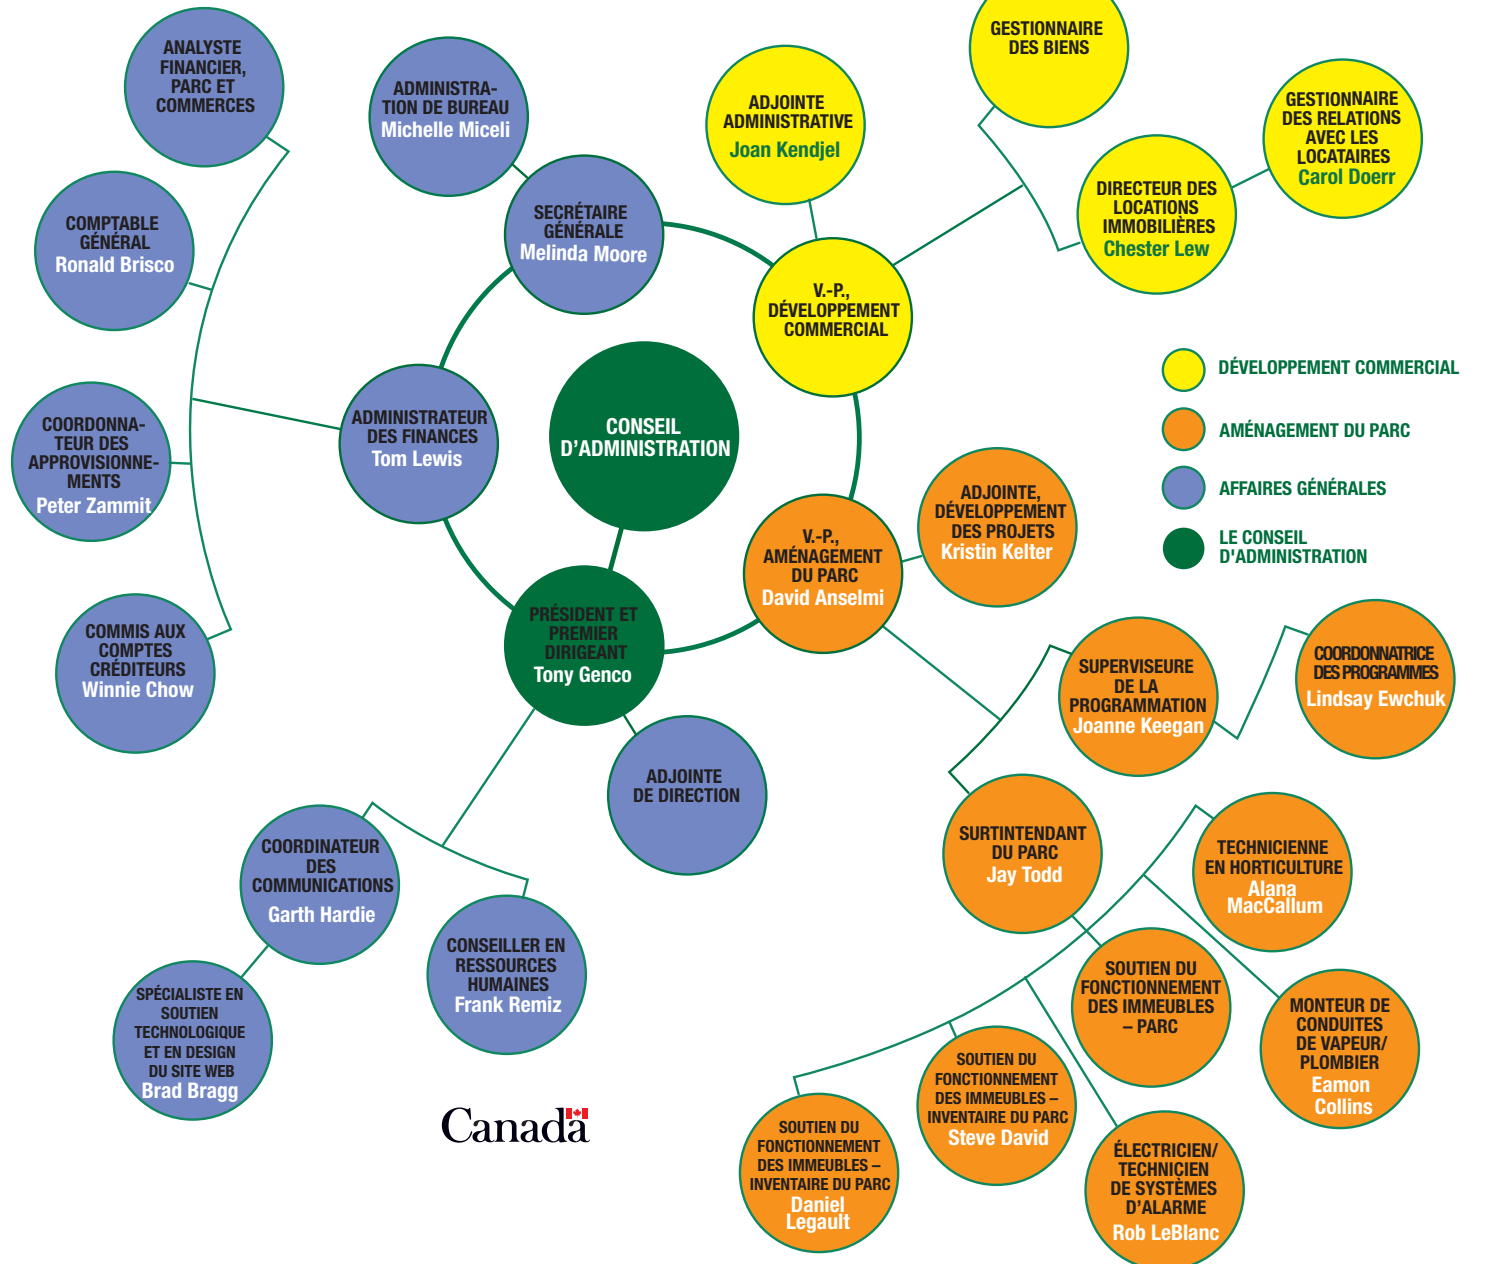 ANALYSTE
FINANCIER,
PARC ET
COMMERCES
ADMINISTRA-
TION DE BUREAU
Michelle Miceli
ADJOINTE
ADMINISTRATIVE
Joan Kendjel
GESTIONNAIRE
DES BIENS
GESTIONNAIRE
DES RELATIONS
AVEC LES
LOCATAIRES
Carol Doerr
COMPTABLE
GÉNÉRAL
Ronald Brisco
SECRÉTAIRE
GÉNÉRALE
Melinda Moore
DIRECTEUR DES
LOCATIONS
IMMOBILIÈRES
Chester Lew
V.-P.,
DÉVELOPPEMENT
COMMERCIAL
DÉVELOPPEMENT COMMERCIAL
AMÉNAGEMENT DU PARC
AFFAIRES GÉNÉRALES
LE CONSEIL
D'ADMINISTRATION
COORDONNA-
TEUR DES
APPROVISIONNE-
MENTS
Peter Zammit
ADMINISTRATEUR
DES FINANCES
Tom Lewis
CONSEIL
D’ADMINISTRATION
ADJOINTE,
DÉVELOPPEMENT
DES PROJETS
Kristin Kelter
V.-P.,
AMÉNAGEMENT
DU PARC
David Anselmi
COMMIS AUX
COMPTES
CRÉDITEURS
Winnie Chow
PRÉSIDENT ET
PREMIER
DIRIGEANT
Tony Genco
SUPERVISEURE
DE LA
PROGRAMMATION
Joanne Keegan
COORDONNATRICE
DES PROGRAMMES
Lindsay Ewchuk
ADJOINTE
DE DIRECTION
COORDINATEUR
DES
COMMUNICATIONS
Garth Hardie
SURTINTENDANT
DU PARC
Jay Todd
TECHNICIENNE
EN HORTICULTURE
Alana
MacCallum
CONSEILLER EN
RESSOURCES
HUMAINES
Frank Remiz
SOUTIEN DU
FONCTIONNEMENT
DES IMMEUBLES
– PARC
SPÉCIALISTE EN
SOUTIEN
TECHNOLOGIQUE
ET EN DESIGN
DU SITE WEB
Brad Bragg
MONTEUR DE
CONDUITES
DE VAPEUR/
PLOMBIER
Eamon
Collins
SOUTIEN DU
FONCTIONNEMENT
DES IMMEUBLES –
INVENTAIRE DU PARC
Steve David
Canada
SOUTIEN DU
FONCTIONNEMENT
DES IMMEUBLES –
INVENTAIRE DU PARC
Daniel
Legault
ÉLECTRICIEN/
TECHNICIEN
DE SYSTÈMES
D’ALARME
Rob LeBlanc